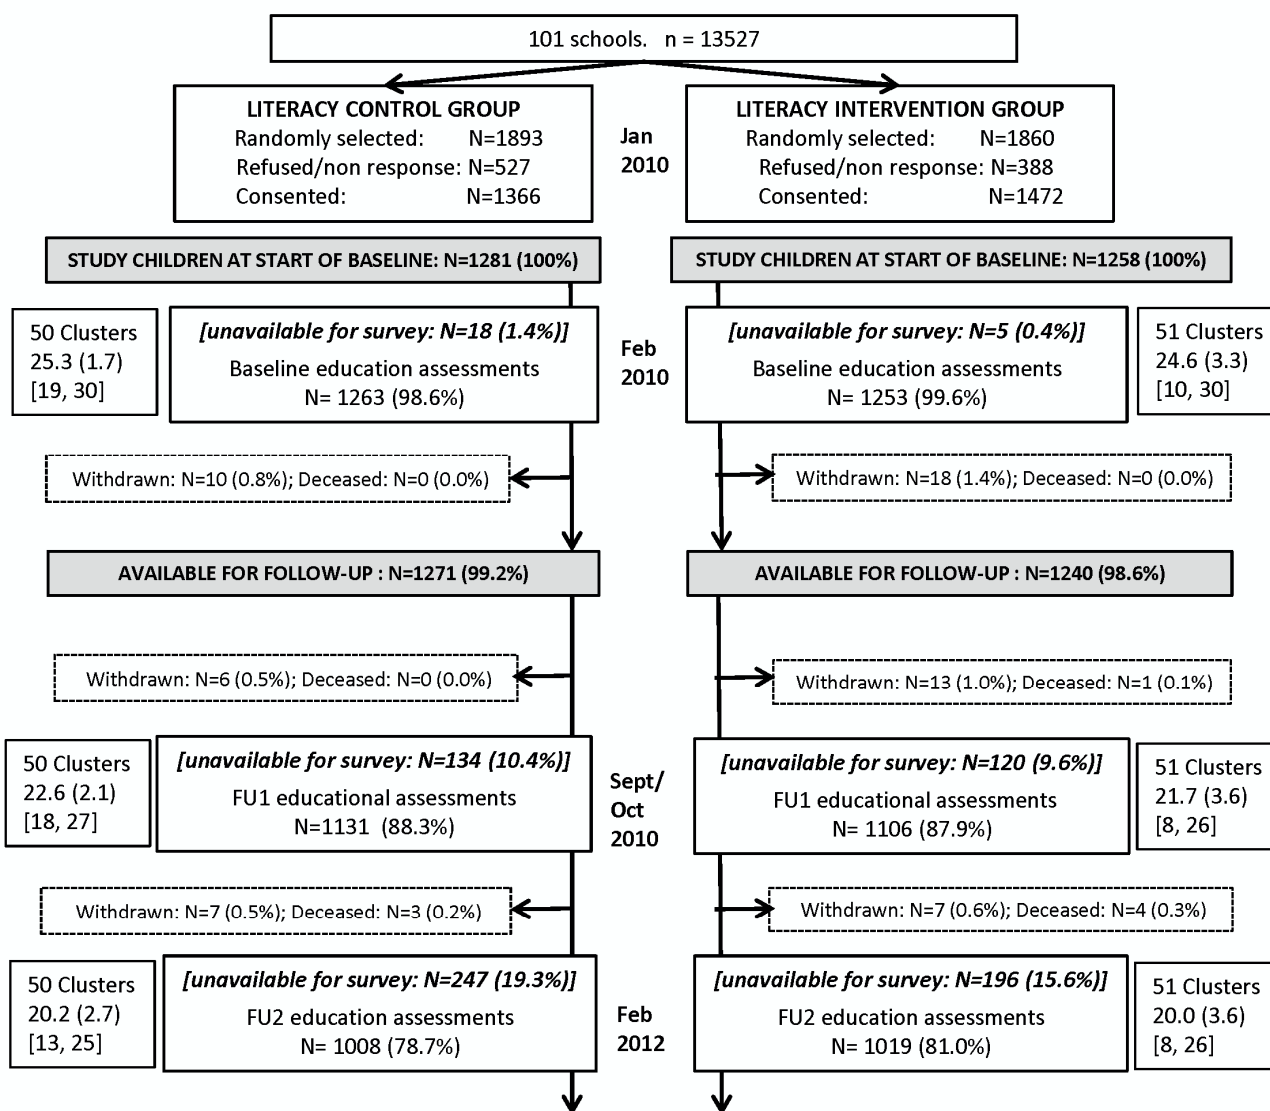 101 schools.   n = 13527
LITERACY CONTROL GROUP
Randomly selected: N=1893
Refused/non response: N=527
Consented: N=1366
Jan
2010
LITERACY INTERVENTION GROUP
Randomly selected: N=1860
Refused/non response: N=388
Consented: N=1472
STUDY CHILDREN AT START OF BASELINE: N=1281 (100%)
STUDY CHILDREN AT START OF BASELINE: N=1258 (100%)
50 Clusters
25.3 (1.7)
[19, 30]
[unavailable for survey: N=18 (1.4%)]
Baseline education assessments
N= 1263 (98.6%)
Feb
2010
[unavailable for survey: N=5 (0.4%)]
Baseline education assessments
N= 1253 (99.6%)
51 Clusters
24.6 (3.3)
[10, 30]
Withdrawn: N=10 (0.8%); Deceased: N=0 (0.0%)
Withdrawn: N=18 (1.4%); Deceased: N=0 (0.0%)
AVAILABLE FOR FOLLOW-UP : N=1271 (99.2%)
AVAILABLE FOR FOLLOW-UP : N=1240 (98.6%)
Withdrawn: N=6 (0.5%); Deceased: N=0 (0.0%)
Withdrawn: N=13 (1.0%); Deceased: N=1 (0.1%)
50 Clusters
22.6 (2.1)
[18, 27]
[unavailable for survey: N=134 (10.4%)]
FU1 educational assessments
N=1131  (88.3%)
Sept/
Oct
2010
[unavailable for survey: N=120 (9.6%)]
FU1 educational assessments
N= 1106 (87.9%)
51 Clusters
21.7 (3.6)
[8, 26]
Withdrawn: N=7 (0.5%); Deceased: N=3 (0.2%)
Withdrawn: N=7 (0.6%); Deceased: N=4 (0.3%)
50 Clusters
20.2 (2.7)
[13, 25]
[unavailable for survey: N=247 (19.3%)]
FU2 education assessments
N= 1008 (78.7%)
Feb
2012
[unavailable for survey: N=196 (15.6%)]
FU2 education assessments
N= 1019 (81.0%)
51 Clusters
20.0 (3.6)
[8, 26]